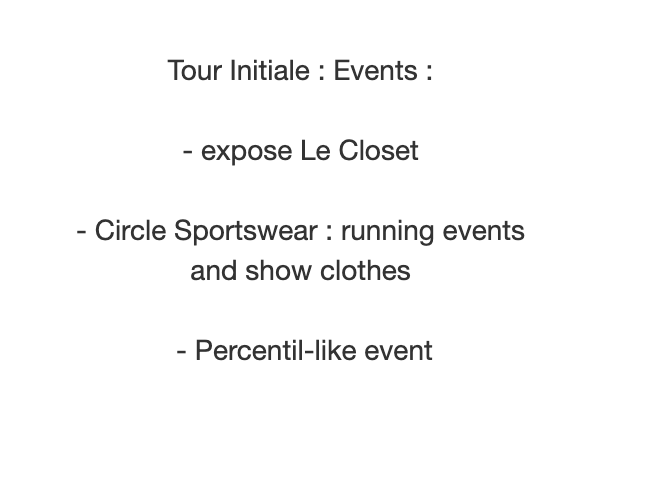 Tour Initiale : Events :
- expose Le Closet
- Circle Sportswear : running events
and show clothes
- Percentil-like event